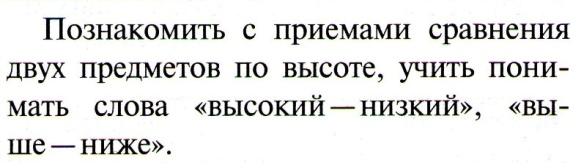 Познакомить с приемами сравнения
двух предметов по высоте, учить пони-
мать слова «высокий — низкий», «вы-
ше — ниже».